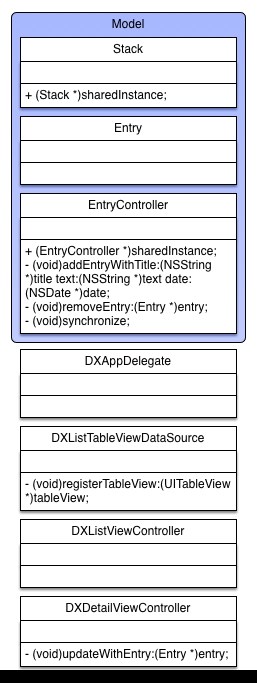 Model
Stack
+ (Stack *)sharedInstance;
Entry
EntryController
+ (EntryController *)sharedInstance;
- (void)addEntryWithTitle:(NSString
*)title text:(NSString *)text date:
(NSDate *)date;
- (void)removeEntry:(Entry *)entry;
- (void)synchronize;
DXAppDelegate
DXListTableViewDataSource
- (void)registerTableView:(UITableView
*)tableView;
DXListViewController
DXDetailViewController
- (void)updateWithEntry:(Entry *)entry;